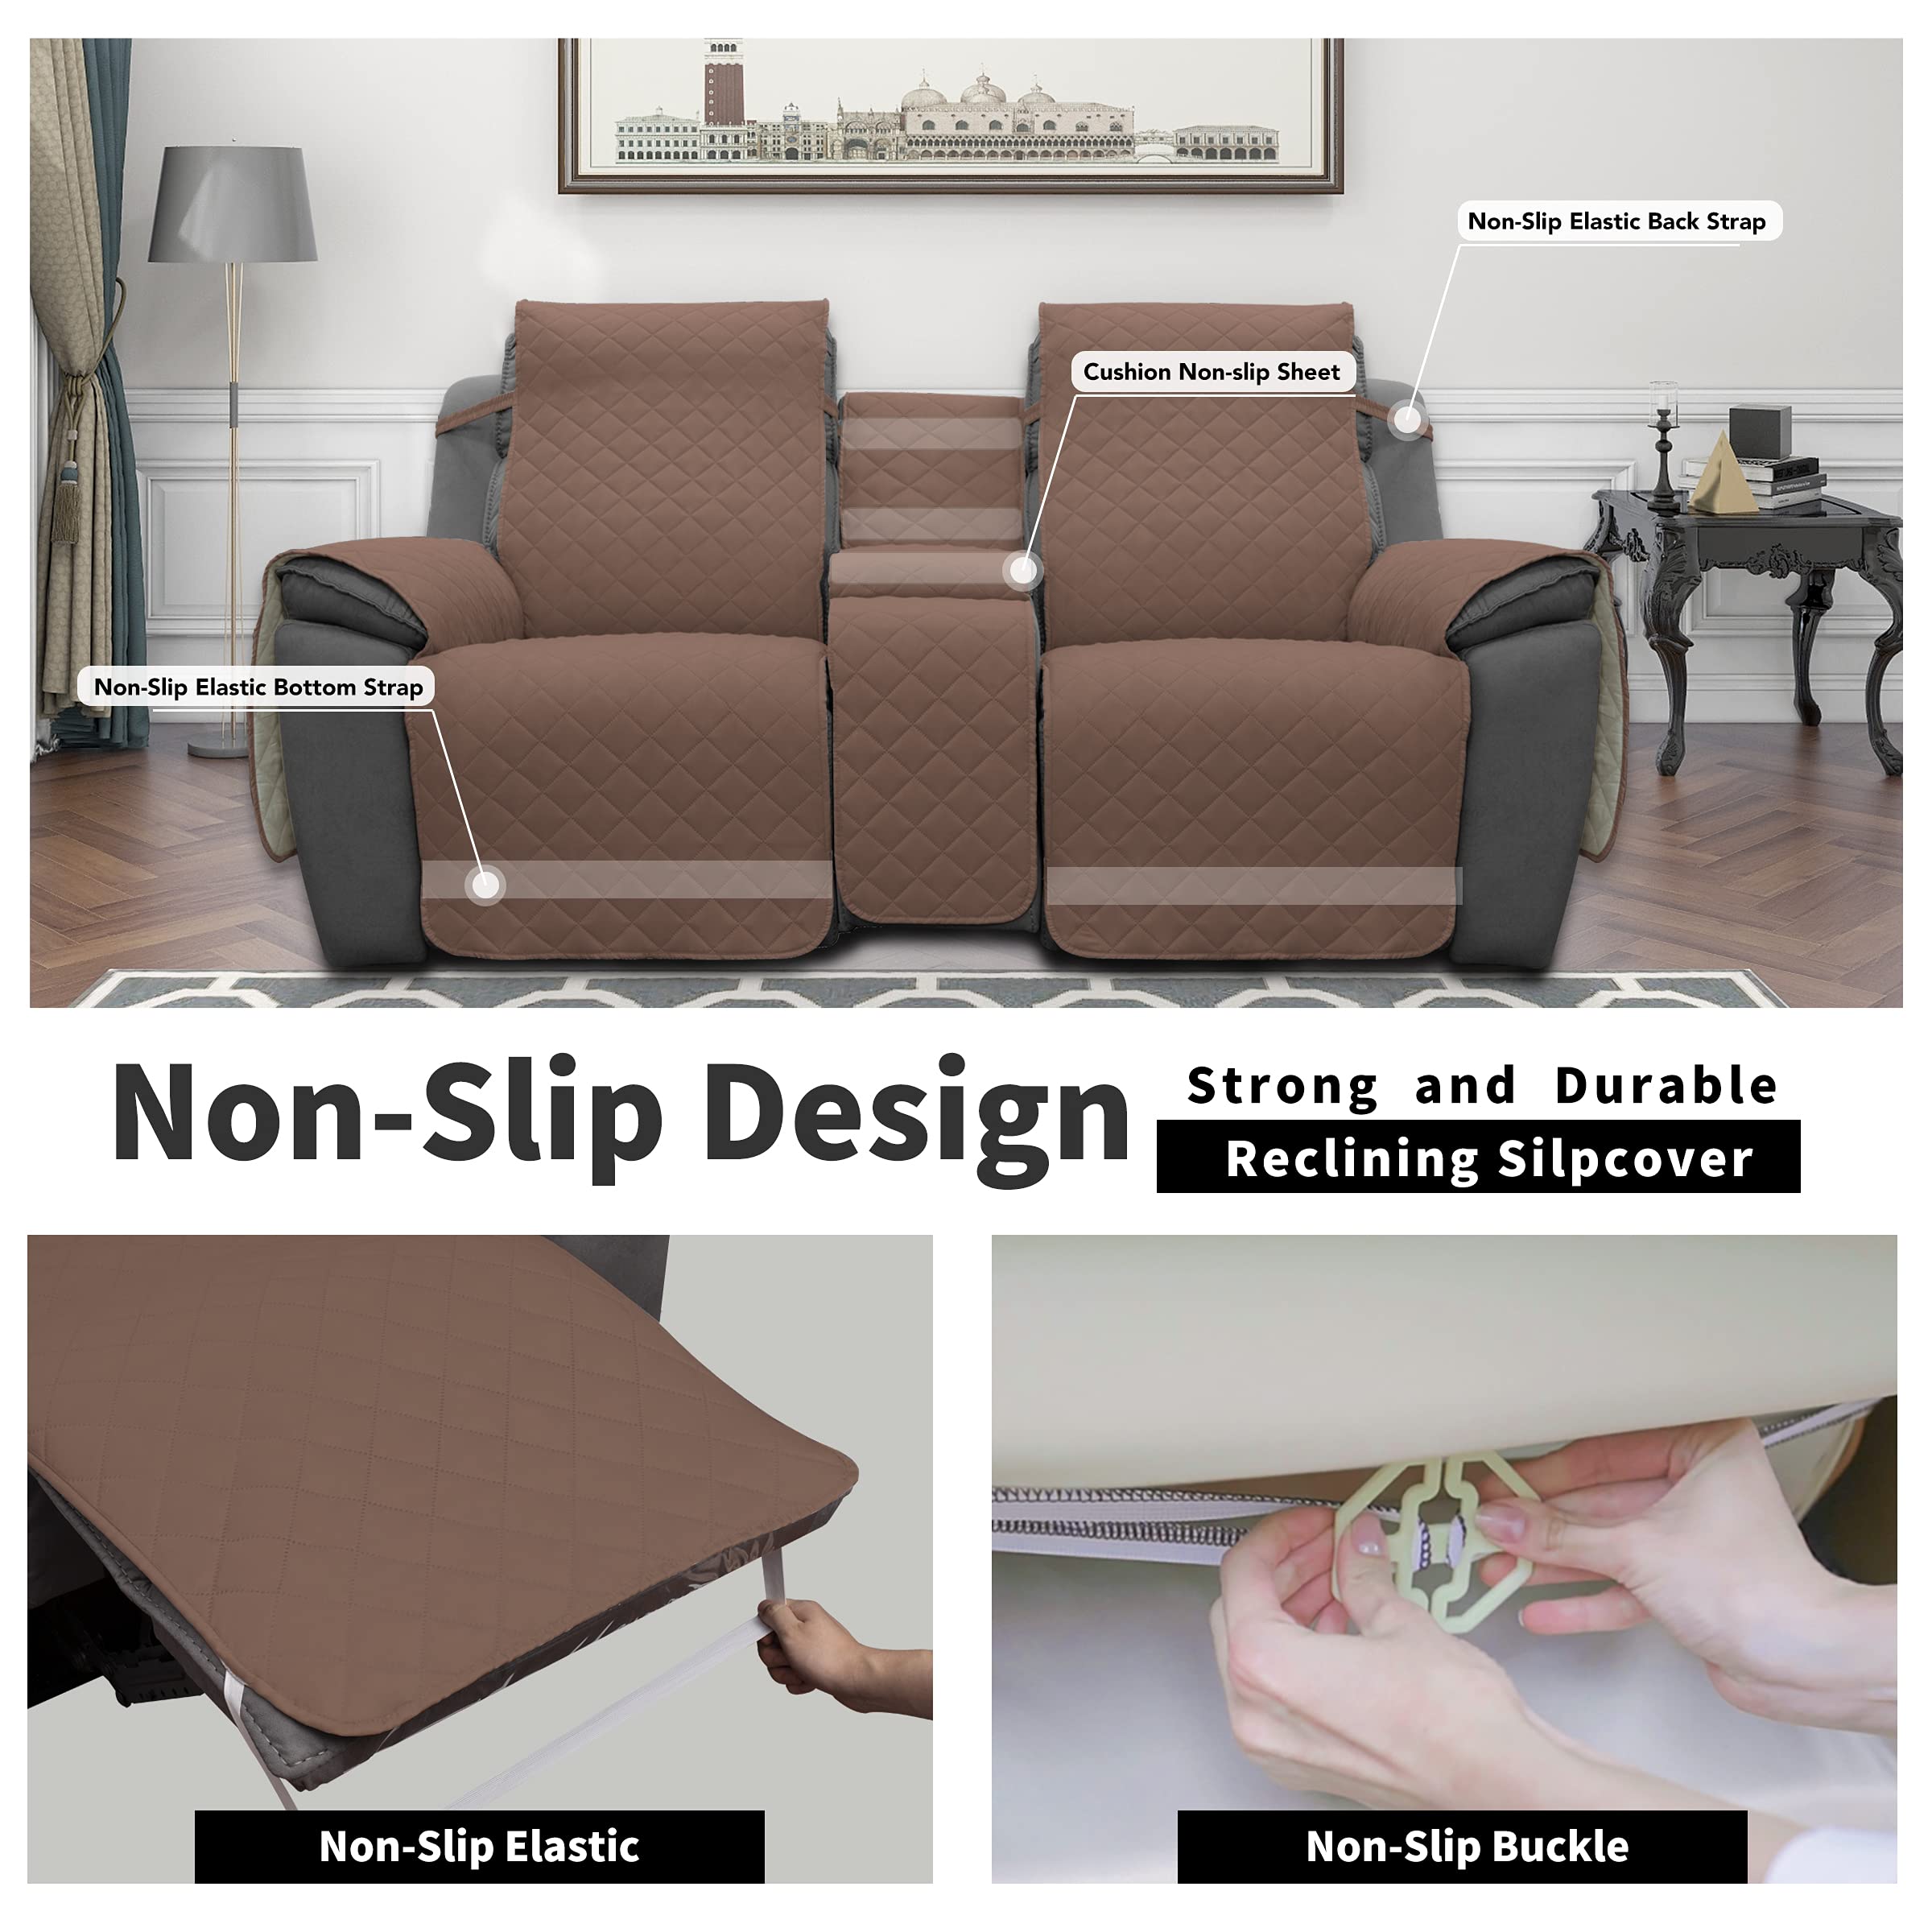 Non-Slip Elastic Back Strap
Cushion Non-slip Sheet
Non-Slip Elastic Bottom Strap
Non-Slip Design
Strong and Durable
Reclining Silpcover
Non-Slip Elastic
Non-Slip Buckle